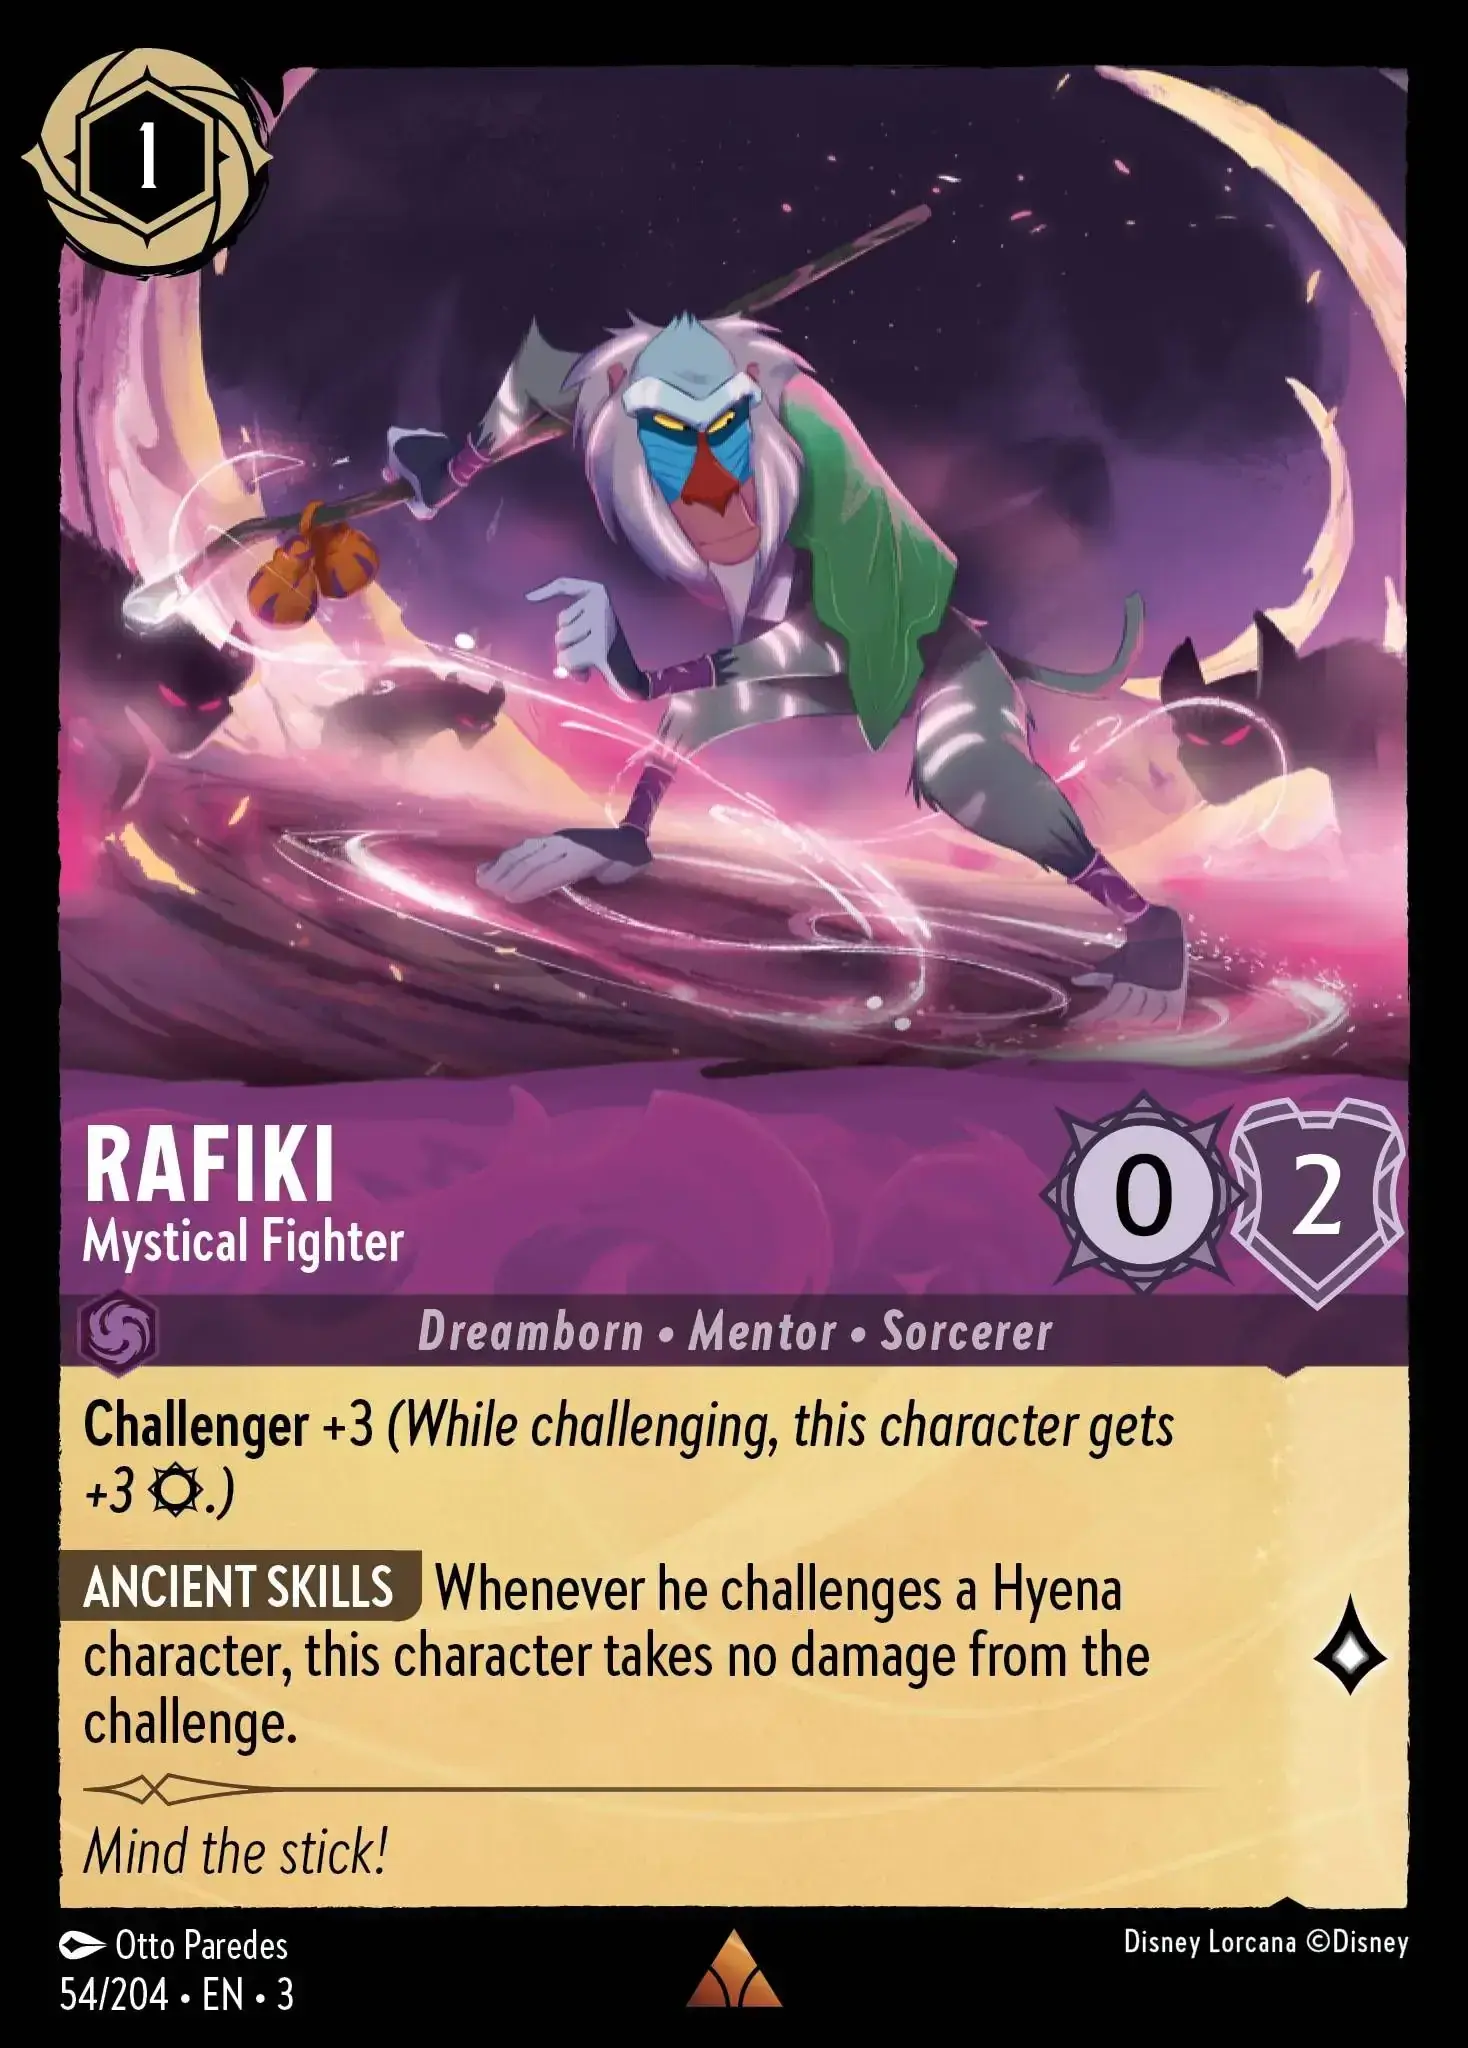 1
RAFIKI
Mystical Fighter
0 2
Dreamborn • Mentor • Sorcerer
Challenger +3 (While challenging, this character gets
+3 .)
ANCIENT SKILLS Whenever he challenges a Hyena
character, this character takes no damage from the
challenge.
Mind the stick!
Otto Paredes
54/204 • EN • 3
Disney Lorcana ©Disney